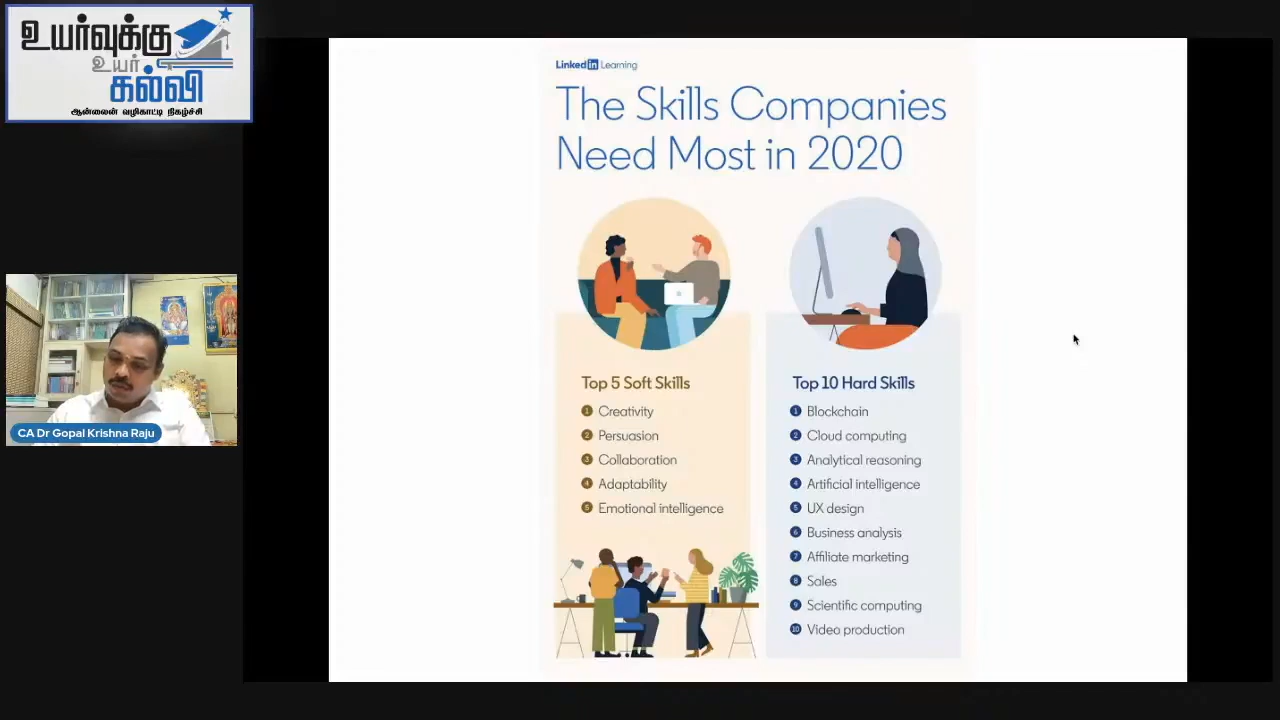 உயர்வுக்கு
உயர்
கல்வி
ஆன்லைன் வழிகாட்டி நிகழ்ச்சி
CA Dr Gopal Krishna Raju
Linked in Learning
The Skills Companies
Need Most in 2020
Top 5 Soft Skills
1 Creativity
2 Persuasion
3 Collaboration
4 Adaptability
5 Emotional intelligence
Top 10 Hard Skills
1 Blockchain
2 Cloud computing
3 Analytical reasoning
4 Artificial intelligence
5 UX design
6 Business analysis
7 Affiliate marketing
8 Sales
9 Scientific computing
10 Video production